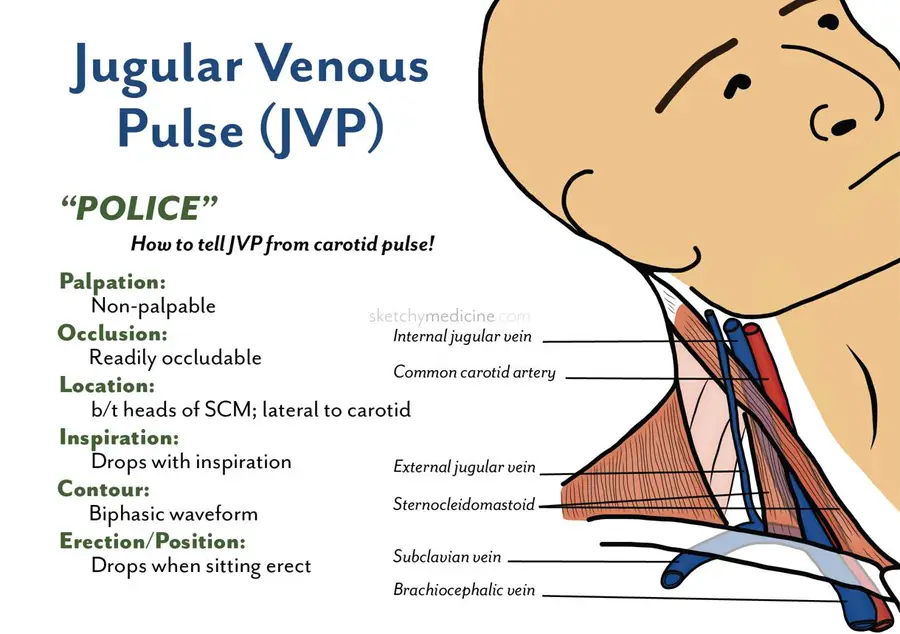 Jugular Venous
Pulse (JVP)
“POLICE”
How to tell JVP from carotid pulse!
Palpation:
Non-palpable
Occlusion:
Readily occludable
Location:
b/t heads of SCM; lateral to carotid
Inspiration:
Drops with inspiration
Contour:
Biphasic waveform
Erection/Position:
Drops when sitting erect
sketchymedicine.com
Internal jugular vein
Common carotid artery
External jugular vein
Sternocleidomastoid
Subclavian vein
Brachiocephalic vein